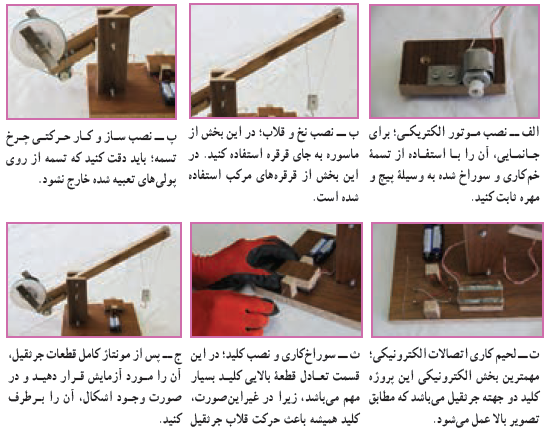 الف ــ نصب موتور الکتریکی؛ برای
جانمایی، آن را با استفاده از تسمهٔ
خم‌کاری و سوراخ شده به وسیلهٔ پیچ و
مهره ثابت کنید.
ب ــ نصب نخ و قلاب؛ در این بخش از
ماسوره به جای قرقره استفاده کنید. در
این بخش از قرقره‌های مرکب استفاده
شده است.
پ ــ نصب ساز و کار حرکتی چرخ
تسمه؛ باید دقت کنید که تسمه از روی
پولی‌های تعبیه شده خارج نشود.
ت ــ لحیم کاری اتصالات الکترونیکی؛
مهمترین بخش الکترونیکی این پروژه
کلید دو جهته جرثقیل می‌باشد که مطابق
تصویر بالا عمل می‌شود.
ث ــ سوراخ‌کاری و نصب کلید؛ در این
قسمت تعادل قطعهٔ بالایی کلید بسیار
مهم می‌باشد، زیرا در غیراین‌صورت،
کلید همیشه باعث حرکت قلاب جرثقیل
ج ــ پس از مونتاژ کامل قطعات جرثقیل،
آن را مورد آزمایش قرار دهید و در
صورت وجود اشکال، آن را برطرف
کنید.